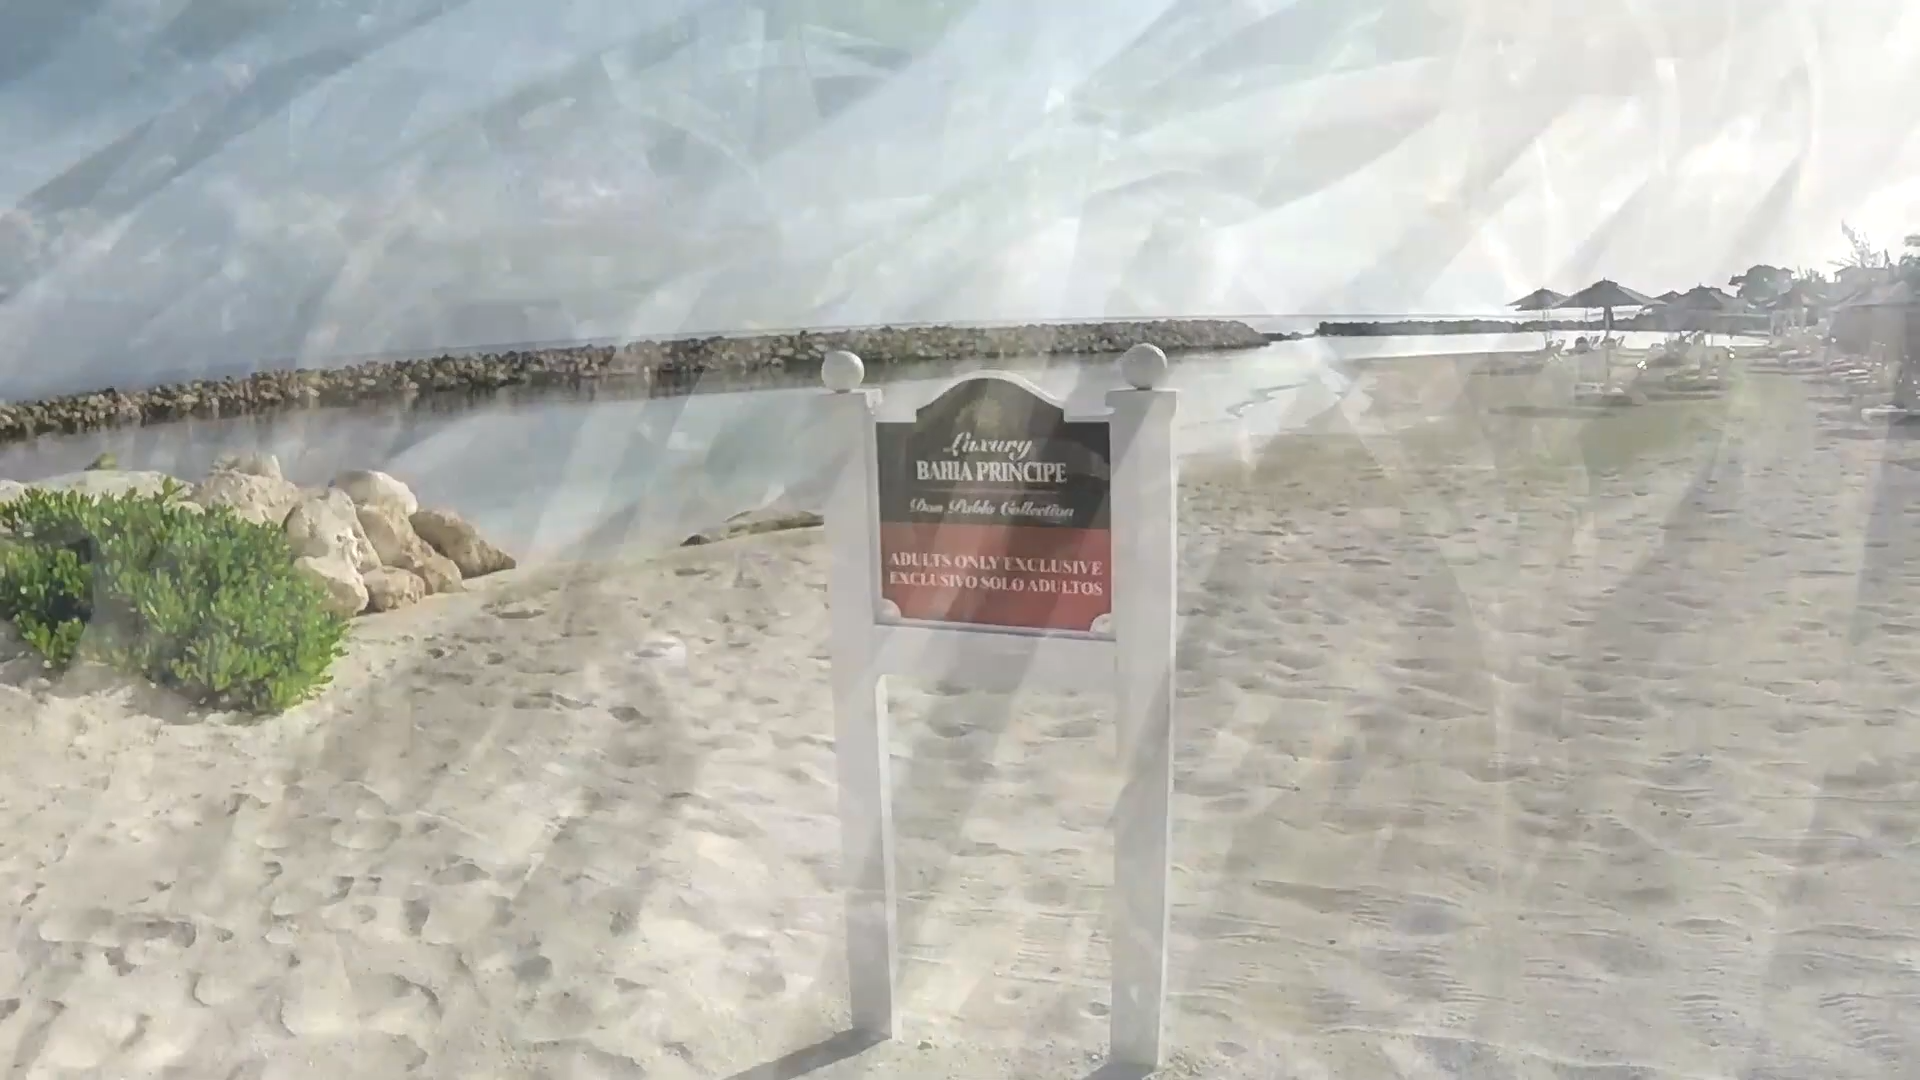 Luxury
BAHIA PRINCIPE
Don Pablo Collection
ADULTS ONLY EXCLUSIVE
EXCLUSIVO SOLO ADULTOS